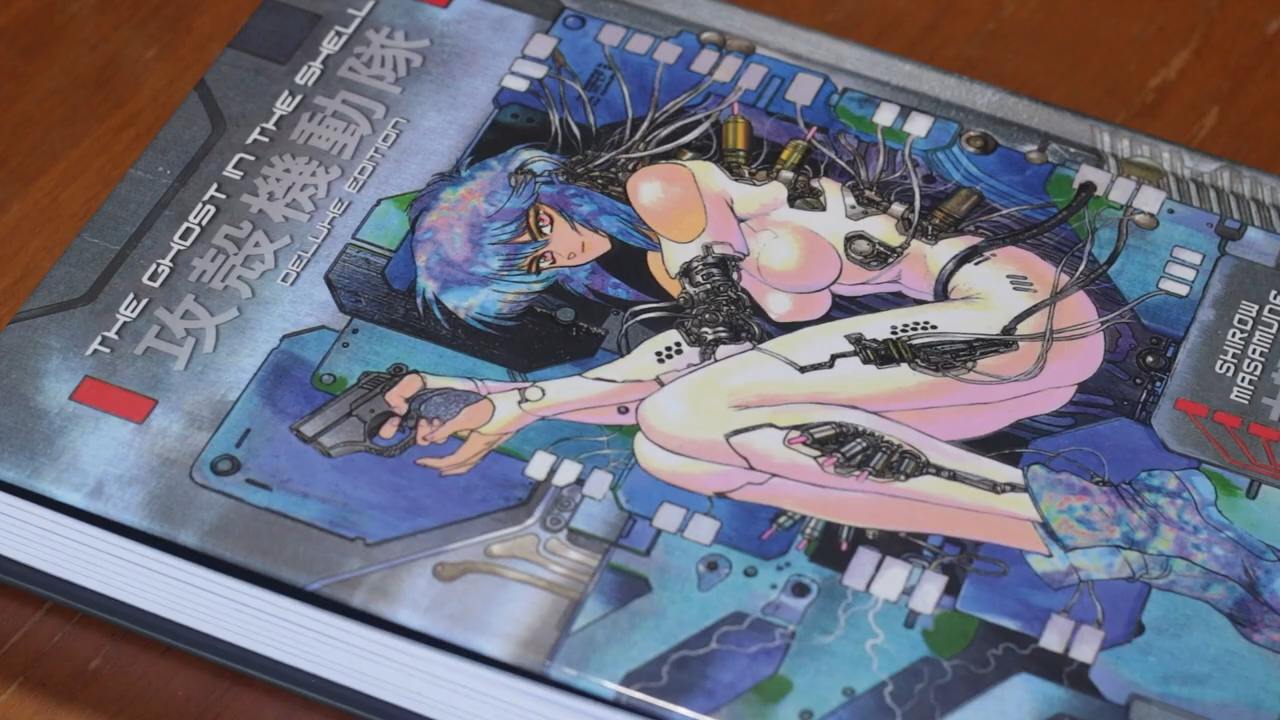 THE GHOST IN THE SHELL
攻殻機動隊
DELUXE EDITION
SHIROW
MASAMUNE